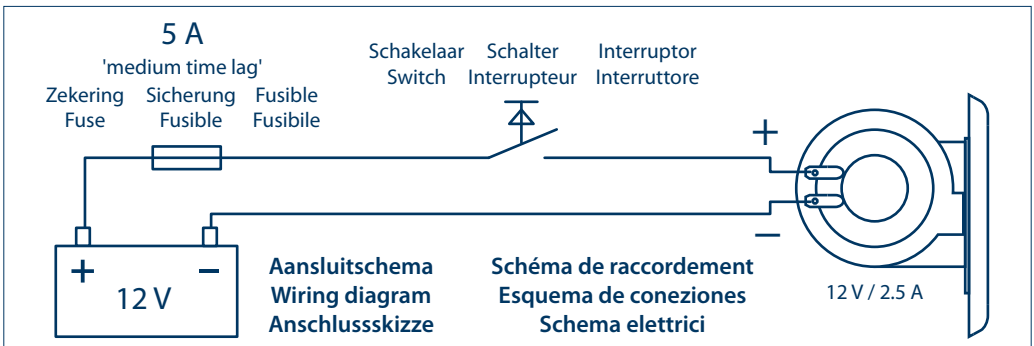 5 A
'medium time lag'
Zekering Sicherung Fusible
Fuse Fusible Fusibile
Schakelaar Schalter Interruptor
Switch Interrupteur Interruttore
+
−
+ −
12 V
Aansluitschema
Wiring diagram
Anschlussskizze
Schéma de raccordement
Esquema de coneziones
Schema elettrici
12 V / 2.5 A